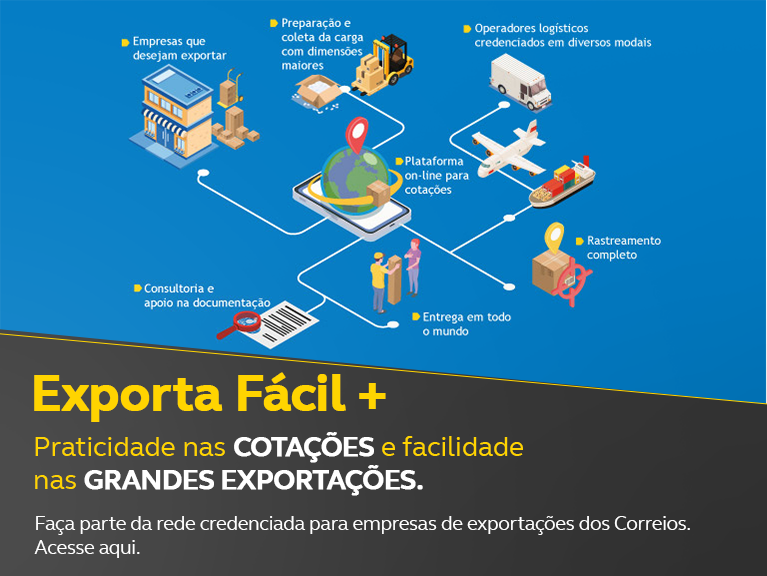 Empresas que
desejam exportar
Preparação e
coleta da carga
com dimensões
maiores
Operadores logísticos
credenciados em diversos modais
Plataforma
on-line para
cotações
Rastreamento
completo
Consultoria e
apoio na documentação
Entrega em todo
o mundo
Exporta Fácil +
Praticidade nas COTAÇÕES e facilidade
nas GRANDES EXPORTAÇÕES.
Faça parte da rede credenciada para empresas de exportações dos Correios.
Acesse aqui.